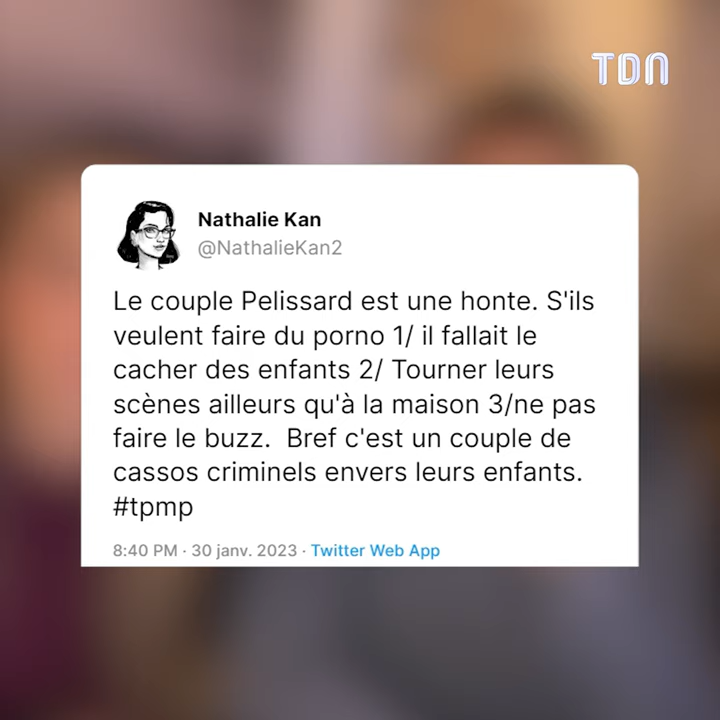 TDN
Nathalie Kan
@NathalieKan2
Le couple Pelissard est une honte. S'ils
veulent faire du porno 1/ il fallait le
cacher des enfants 2/ Tourner leurs
scènes ailleurs qu'à la maison 3/ne pas
faire le buzz.  Bref c'est un couple de
cassos criminels envers leurs enfants.
#tpmp
8:40 PM · 30 janv. 2023 · Twitter Web App